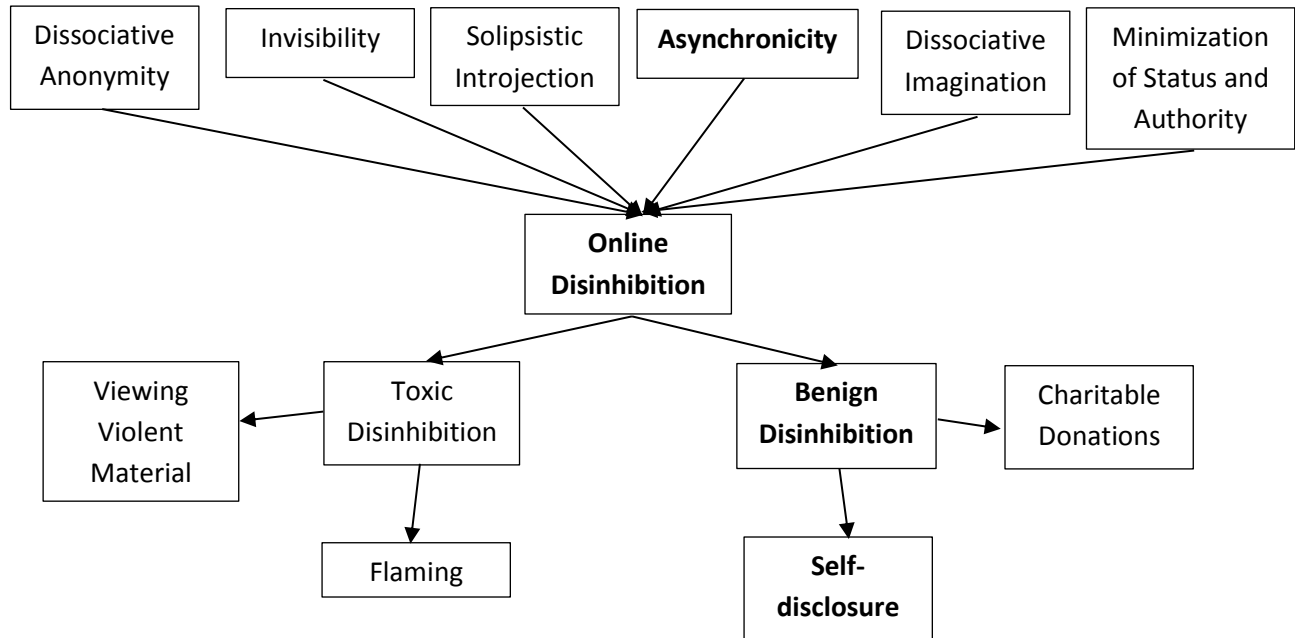 Dissociative
Anonymity
Invisibility
Solipsistic
Introjection
Asynchronicity
Dissociative
Imagination
Minimization
of Status and
Authority
Online
Disinhibition
Viewing
Violent
Material
Toxic
Disinhibition
Benign
Disinhibition
Charitable
Donations
Flaming
Self-
disclosure